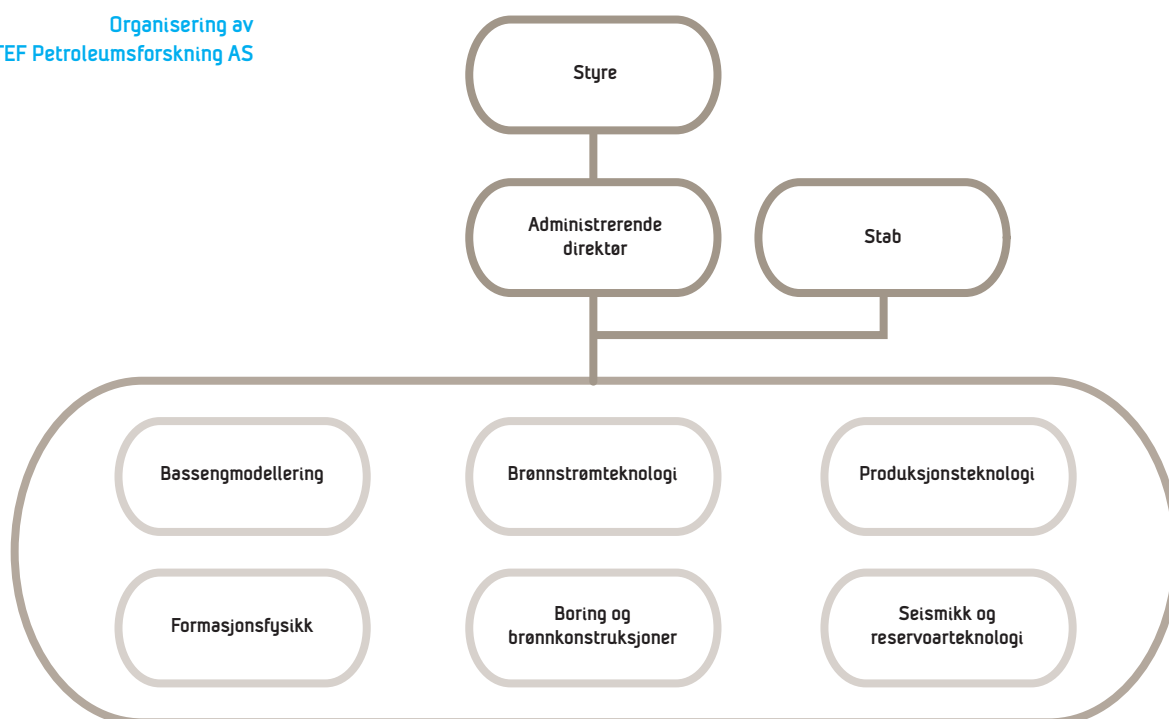 Organisering av
TEF Petroleumsforskning AS
Styre
Administrerende
direktør
Stab
Bassengmodellering
Brønnstrømteknologi
Produksjonsteknologi
Formasjonsfysikk
Boring og
brønnkonstruksjoner
Seismikk og
reservoarteknologi